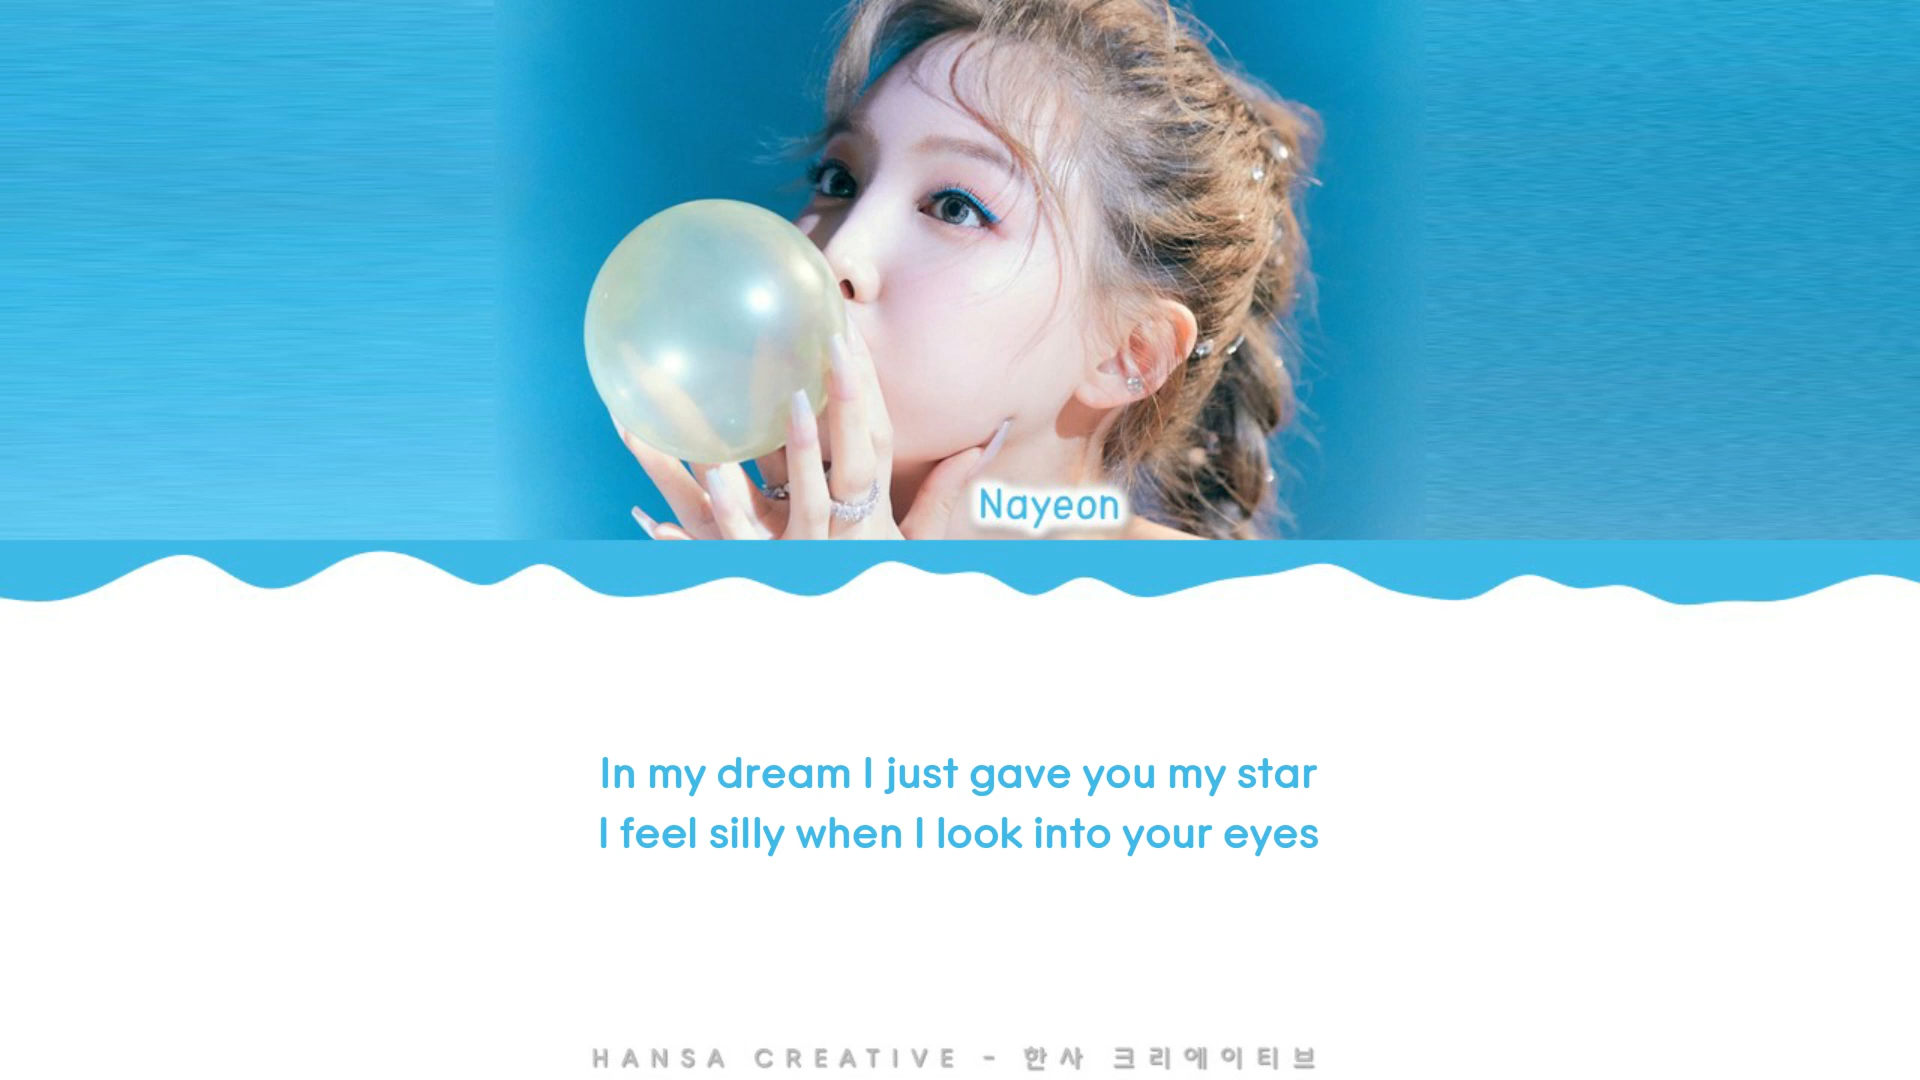 Nayeon
In my dream I just gave you my star
I feel silly when I look into your eyes
HANSA CREATIVE - 한사 크리에이티브